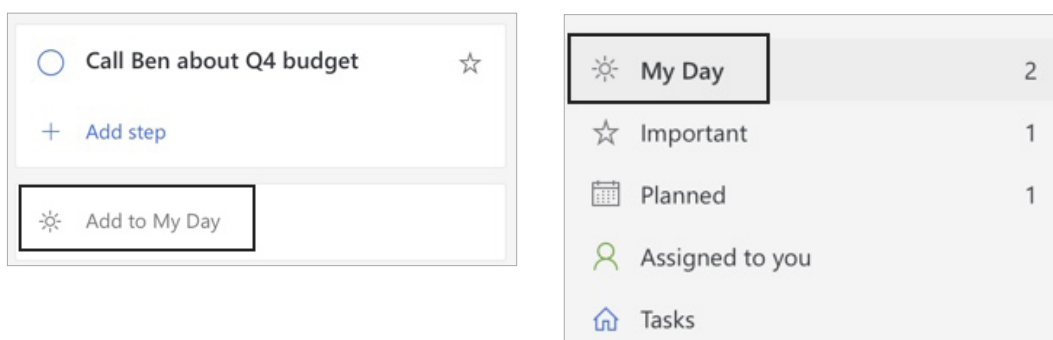 Call Ben about Q4 budget
Add step
Add to My Day
My Day 2
Important 1
Planned 1
Assigned to you
Tasks